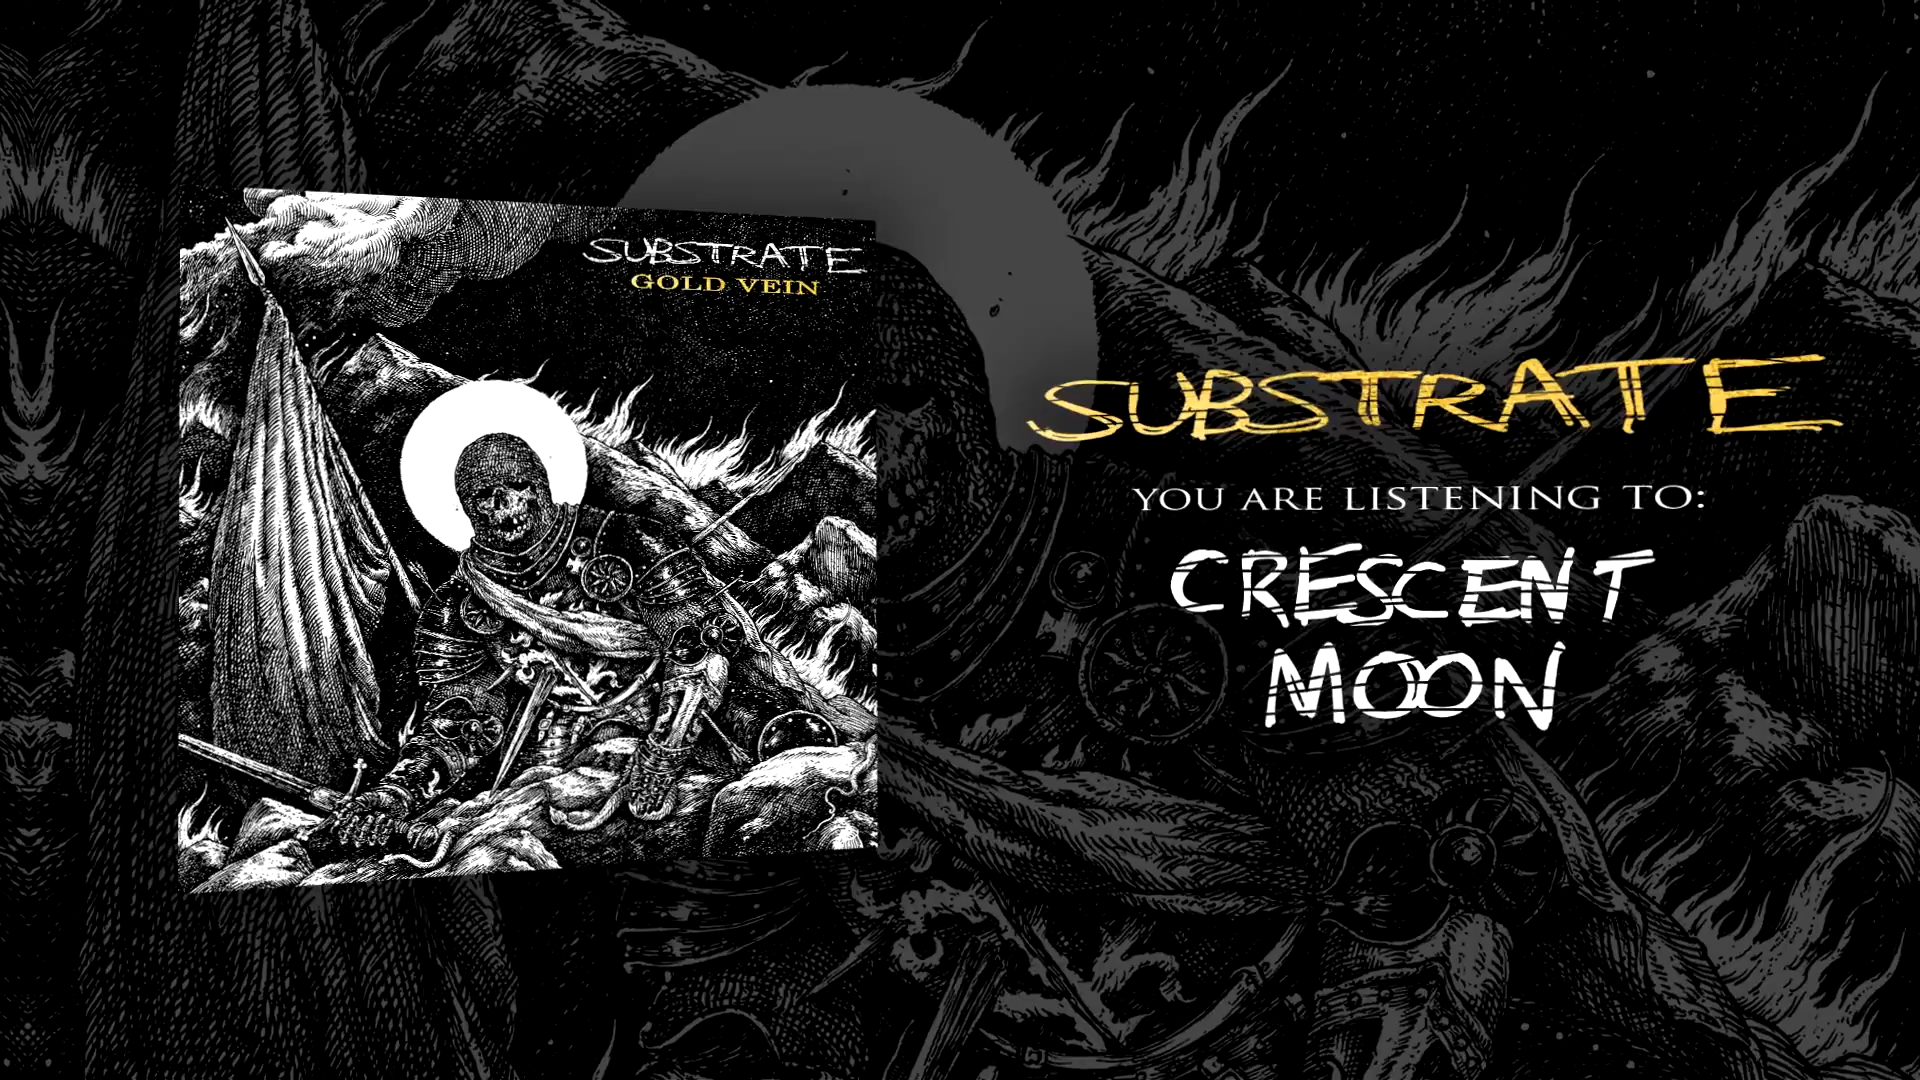 SUBSTRATE
GOLD VEIN
SUBSTRATE
YOU ARE LISTENING TO:
CRESCENT
MOON